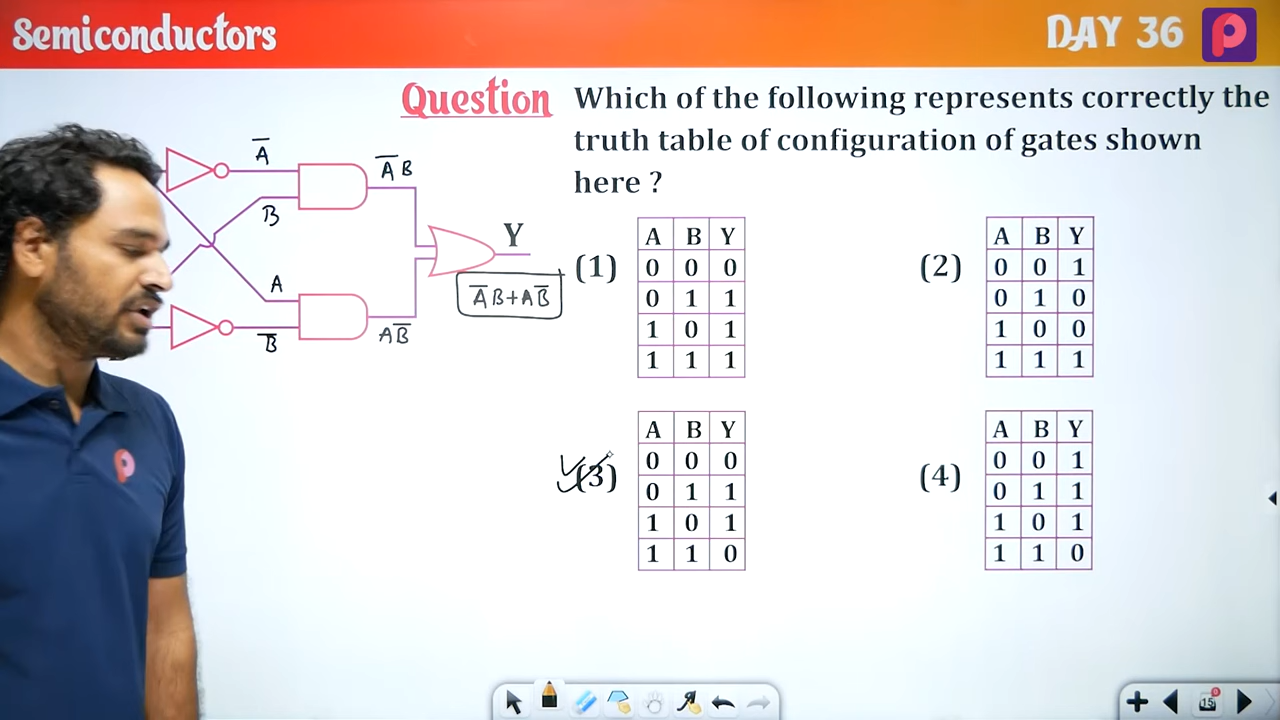 Semiconductors
DAY 36
Question Which of the following represents correctly the
truth table of configuration of gates shown
here ?
A̅
A̅B
B
Y
A
A̅B+AB̅
B̅
AB̅
(1)
A B Y
0 0 0
0 1 1
1 0 1
1 1 1
(2)
A B Y
0 0 1
0 1 0
1 0 0
1 1 1
(3)
A B Y
0 0 0
0 1 1
1 0 1
1 1 0
(4)
A B Y
0 0 1
0 1 1
1 0 1
1 1 0
15